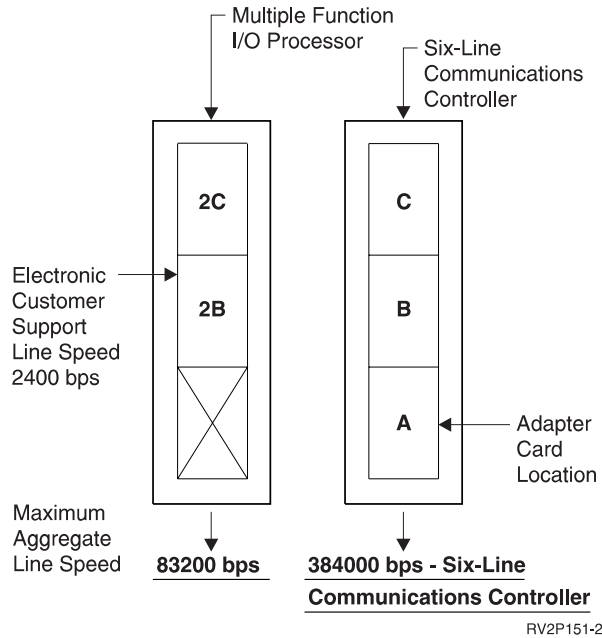 Multiple Function
I/O Processor
Six-Line
Communications
Controller
2C
C
Electronic
Customer
Support
Line Speed
2400 bps
2B
B
A
Adapter
Card
Location
Maximum
Aggregate
Line Speed
83200 bps
384000 bps - Six-Line
Communications Controller
RV2P151-2